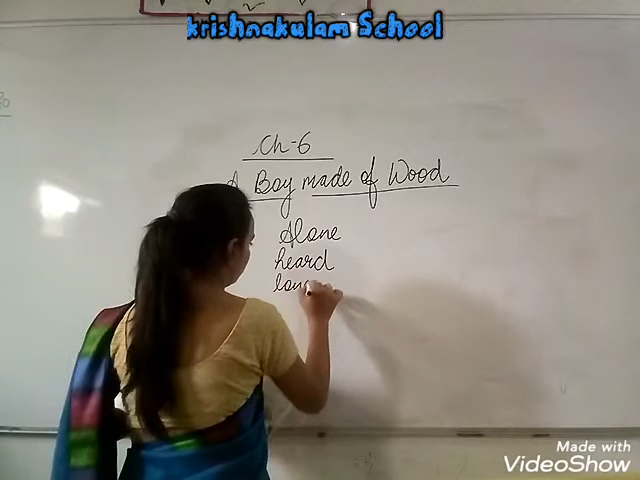 krishnakulam School
Ch-6
A Boy made of Wood
Alone
heard
Made with
VideoShow